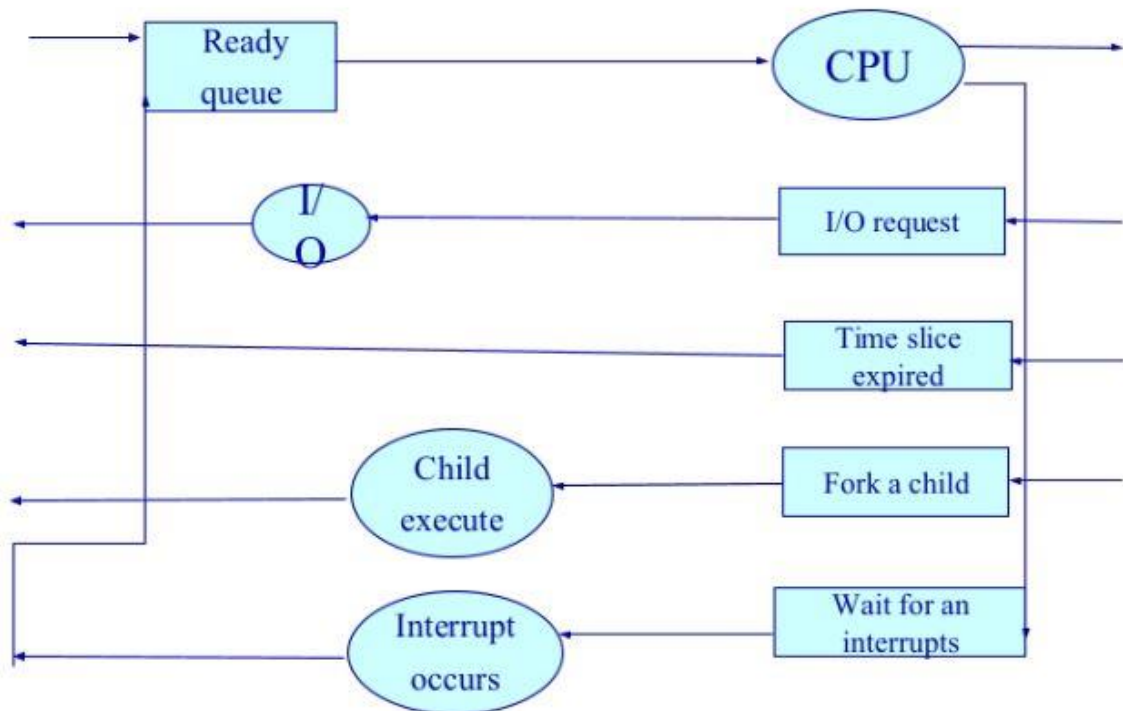 Ready
queue
CPU
I/
O
I/O request
Time slice
expired
Child
execute
Fork a child
Interrupt
occurs
Wait for an
interrupts